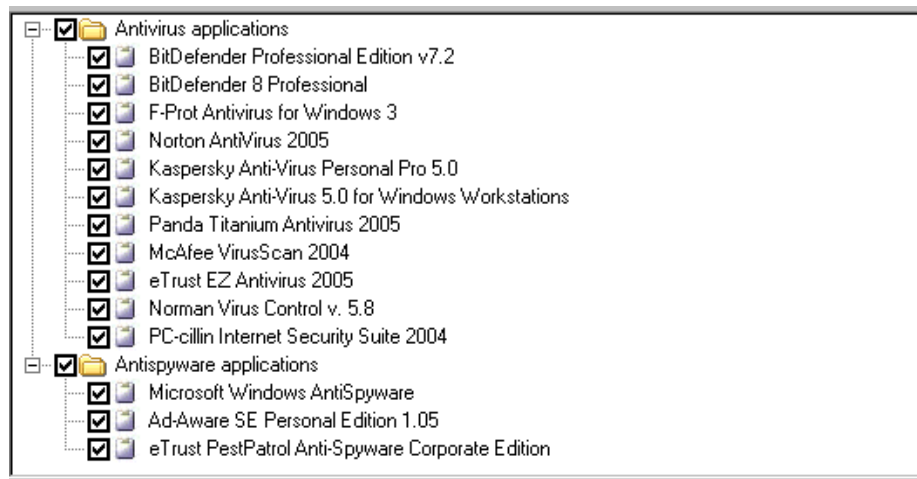 Antivirus applications
BitDefender Professional Edition v7.2
BitDefender 8 Professional
F-Prot Antivirus for Windows 3
Norton AntiVirus 2005
Kaspersky Anti-Virus Personal Pro 5.0
Kaspersky Anti-Virus 5.0 for Windows Workstations
Panda Titanium Antivirus 2005
McAfee VirusScan 2004
eTrust EZ Antivirus 2005
Norman Virus Control v. 5.8
PC-cillin Internet Security Suite 2004
Antispyware applications
Microsoft Windows AntiSpyware
Ad-Aware SE Personal Edition 1.05
eTrust PestPatrol Anti-Spyware Corporate Edition